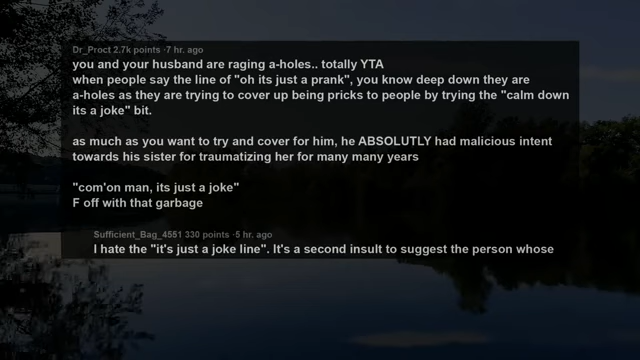 Dr_Proct 2.7k points ·7 hr. ago
you and your husband are raging a-holes.. totally YTA
when people say the line of "oh its just a prank", you know deep down they are
a-holes as they are trying to cover up being pricks to people by trying the "calm down
its a joke" bit.
as much as you want to try and cover for him, he ABSOLUTLY had malicious intent
towards his sister for traumatizing her for many many years
"com'on man, its just a joke"
F off with that garbage
Sufficient_Bag_4551 330 points ·5 hr. ago
I hate the "it's just a joke line". It's a second insult to suggest the person whose